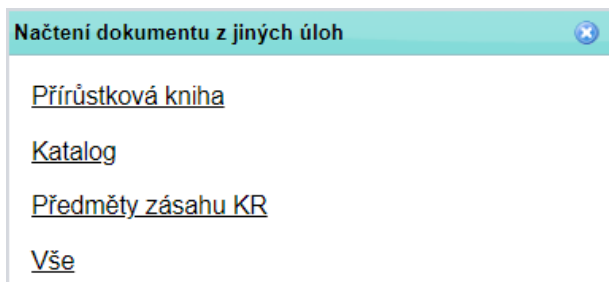 Načtení dokumentu z jiných úloh
Přírůstková kniha
Katalog
Předměty zásahu KR
Vše